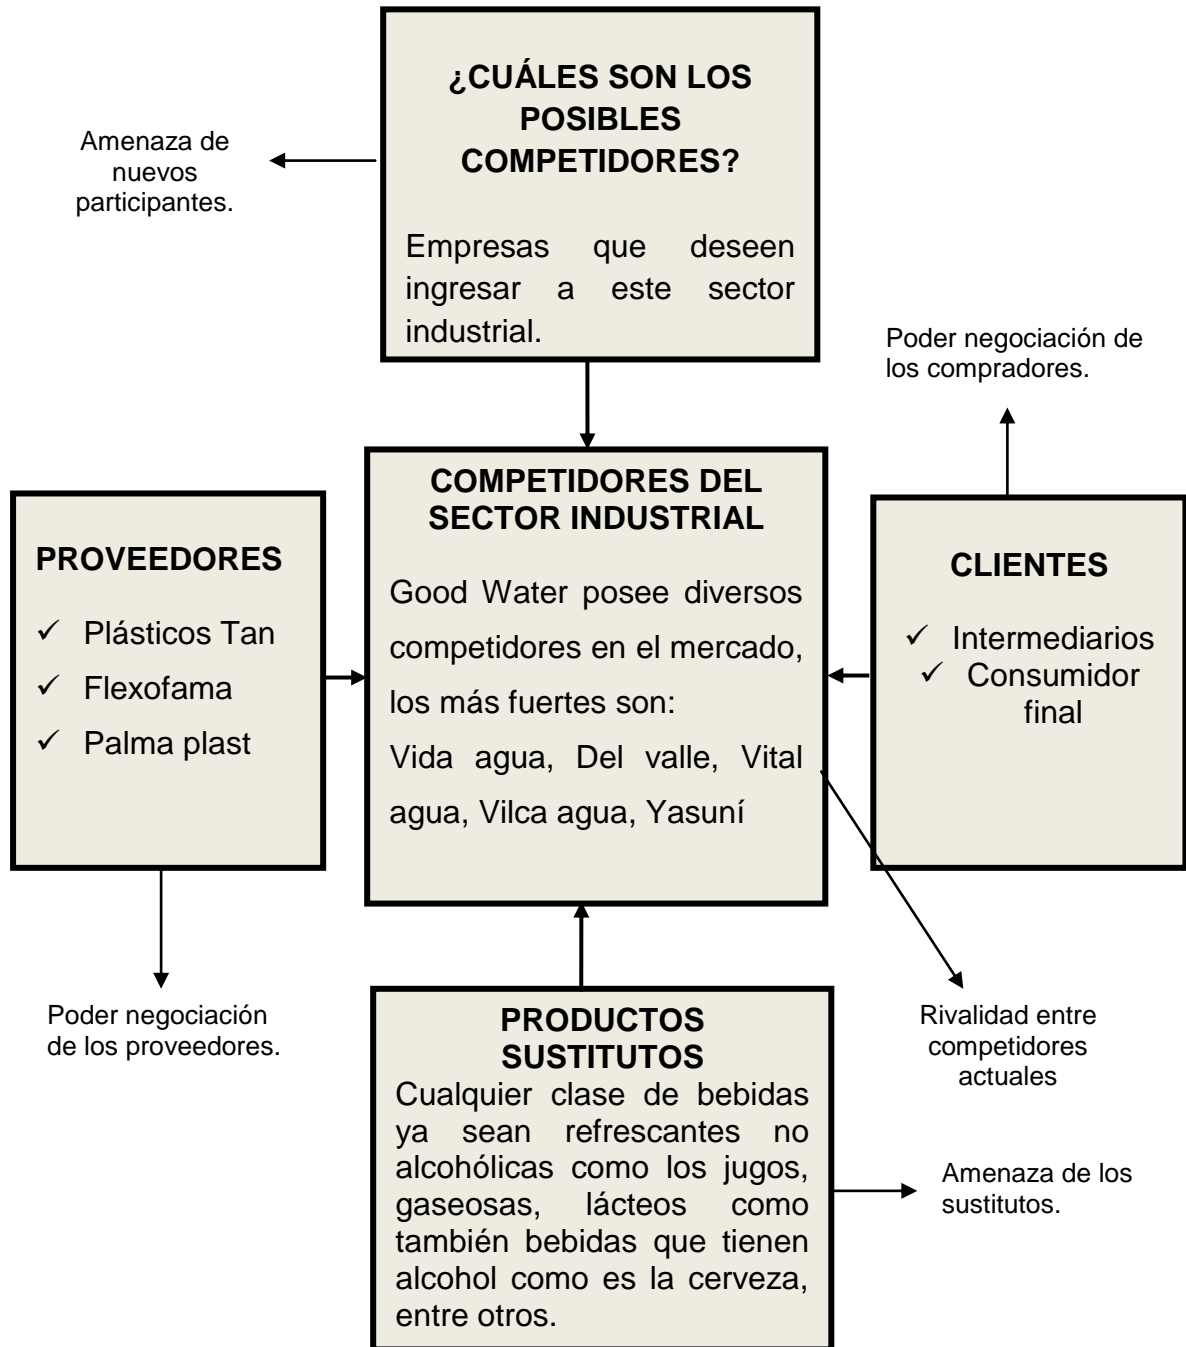 ¿CUÁLES SON LOS
POSIBLES
COMPETIDORES?
Empresas que deseen
ingresar a este sector
industrial.
Amenaza de
nuevos
participantes.
Poder negociación de
los compradores.
COMPETIDORES DEL
SECTOR INDUSTRIAL
Good Water posee diversos
competidores en el mercado,
los más fuertes son:
Vida agua, Del valle, Vital
agua, Vilca agua, Yasuní
PROVEEDORES
✓ Plásticos Tan
✓ Flexofama
✓ Palma plast
CLIENTES
✓ Intermediarios
✓ Consumidor
final
Poder negociación
de los proveedores.
Rivalidad entre
competidores
actuales
PRODUCTOS
SUSTITUTOS
Cualquier clase de bebidas
ya sean refrescantes no
alcohólicas como los jugos,
gaseosas, lácteos como
también bebidas que tienen
alcohol como es la cerveza,
entre otros.
Amenaza de los
sustitutos.